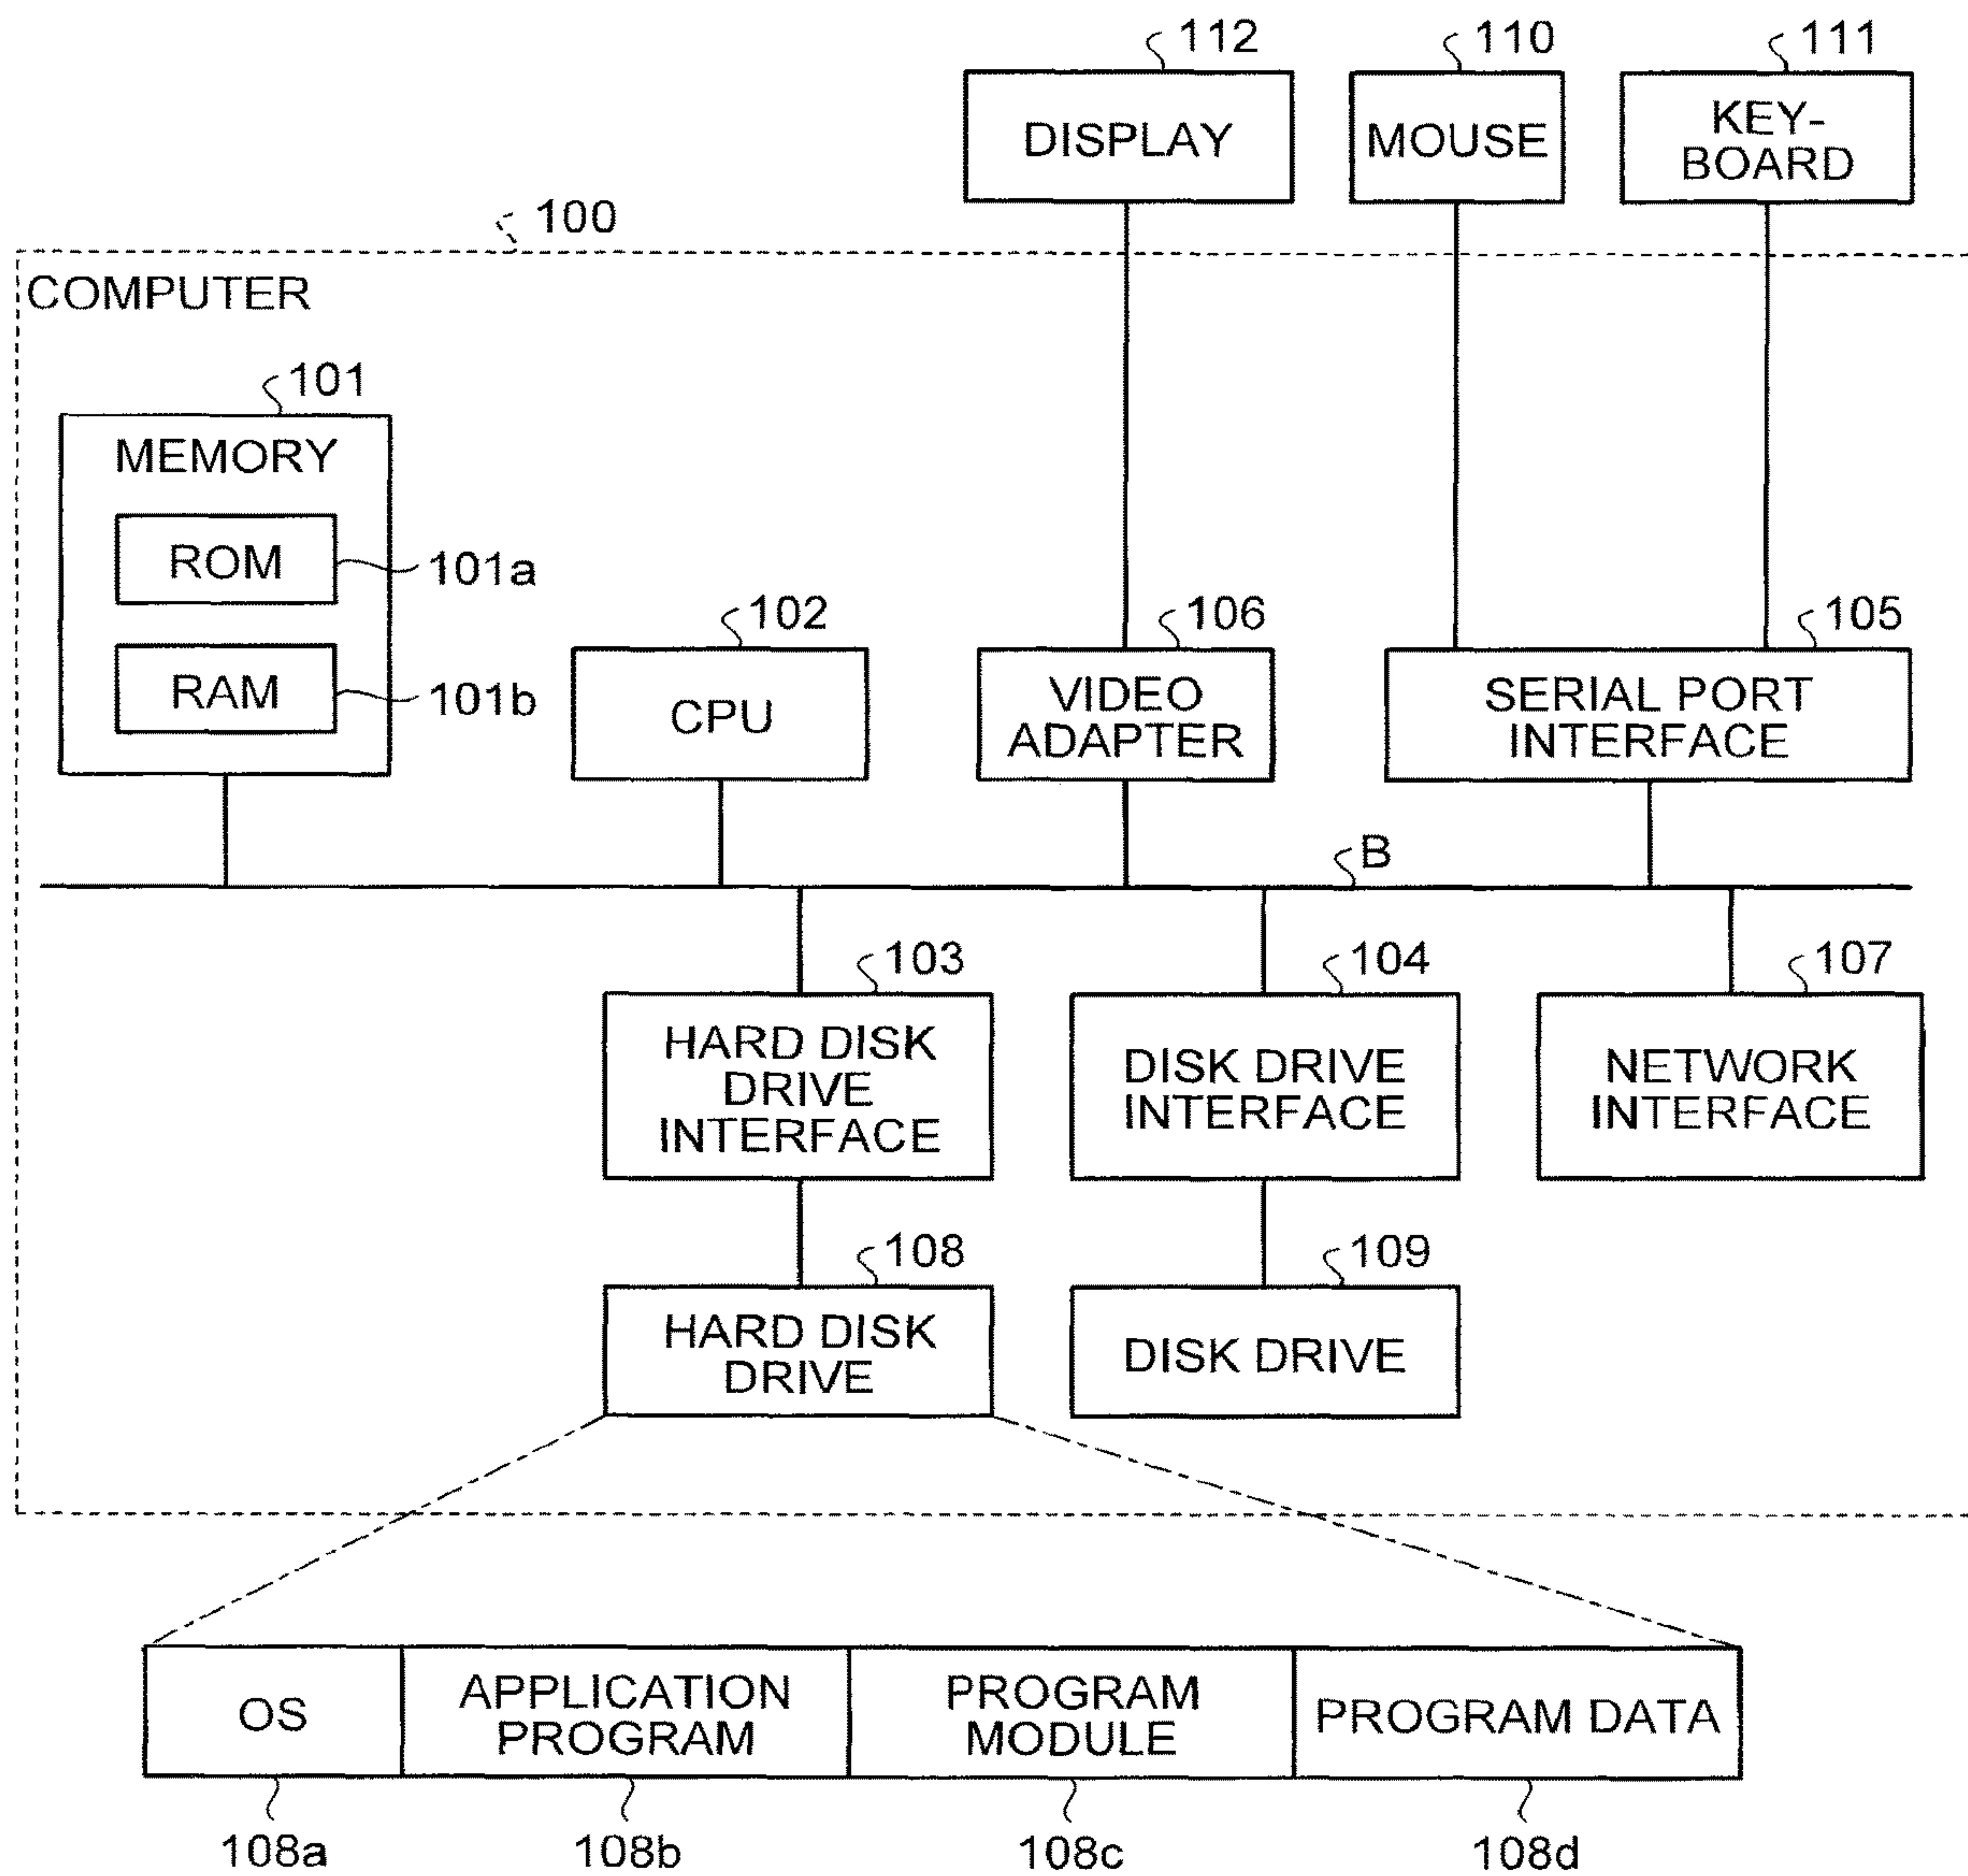 112
110
111
DISPLAY
MOUSE
KEY-
BOARD
100
COMPUTER
101
MEMORY
ROM
101a
RAM
101b
102
CPU
106
VIDEO
ADAPTER
105
SERIAL PORT
INTERFACE
B
103
HARD DISK
DRIVE
INTERFACE
104
DISK DRIVE
INTERFACE
107
NETWORK
INTERFACE
108
HARD DISK
DRIVE
109
DISK DRIVE
OS
APPLICATION
PROGRAM
PROGRAM
MODULE
PROGRAM DATA
108a
108b
108c
108d